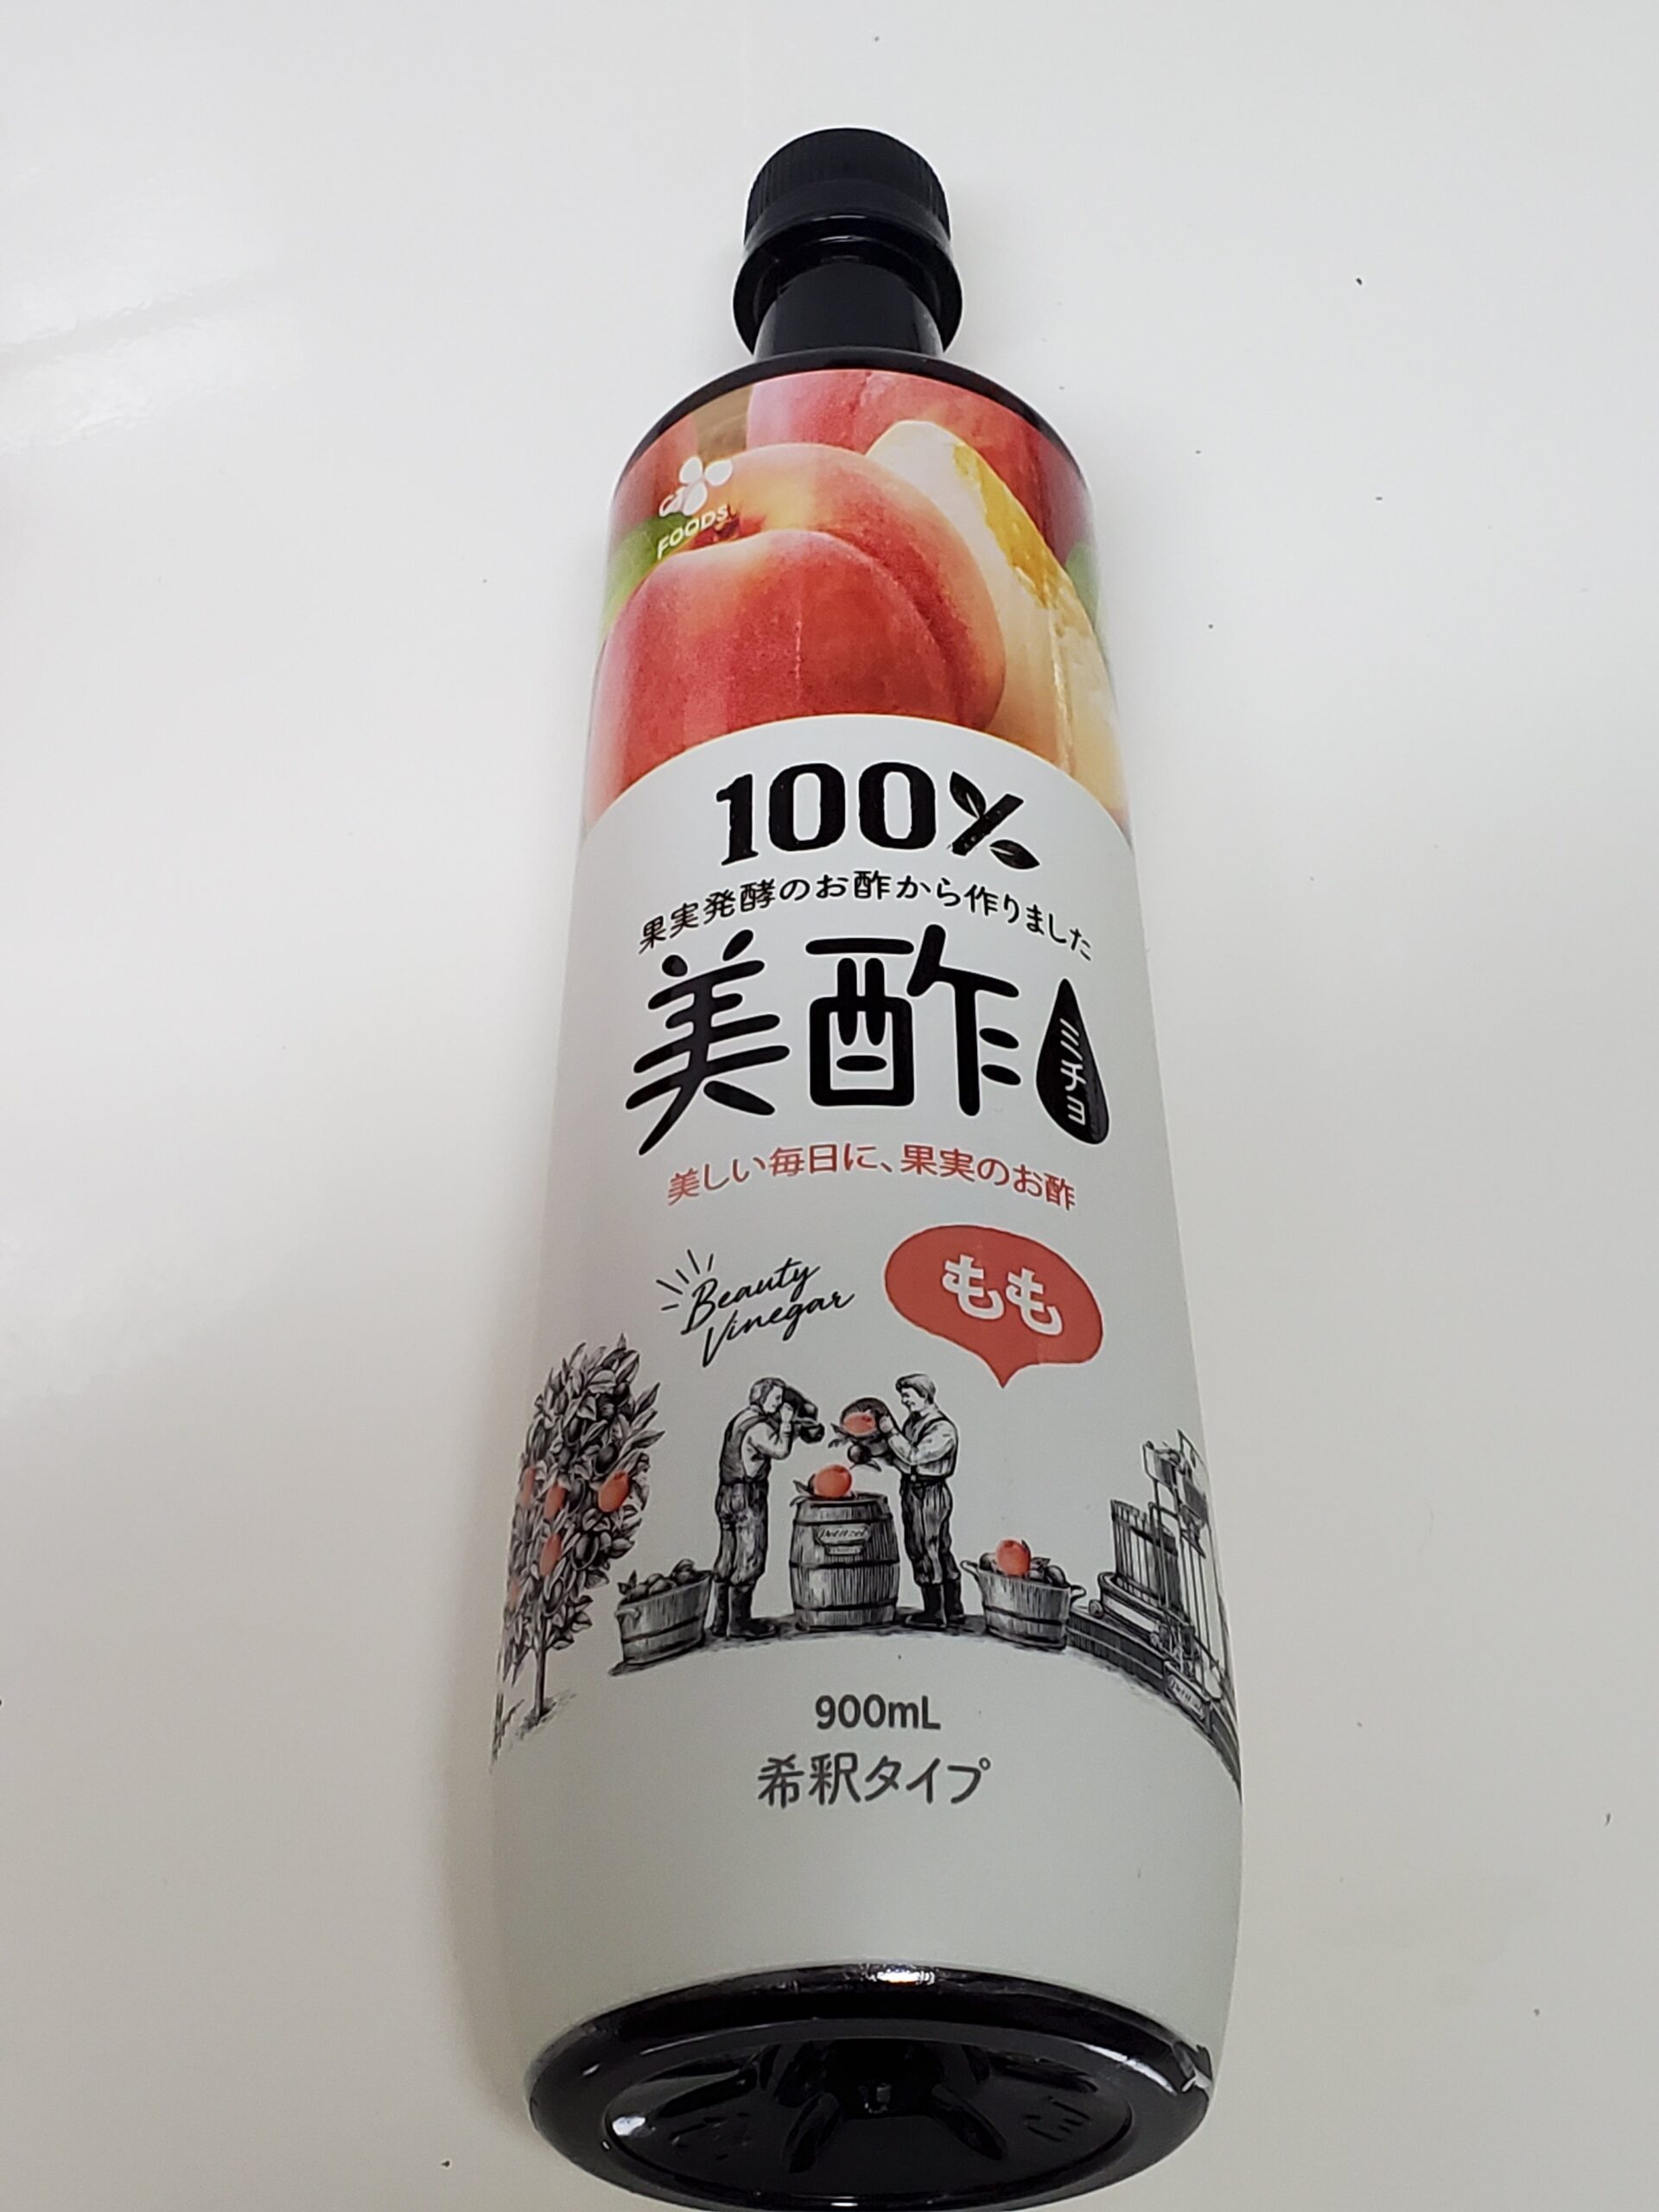 CJ
FOODS
100%
果実発酵のお酢から作りました
美酢
ミチョ
美しい毎日に、果実のお酢
Beauty
Vinegar
もも
Petitzel
900mL
希釈タイプ